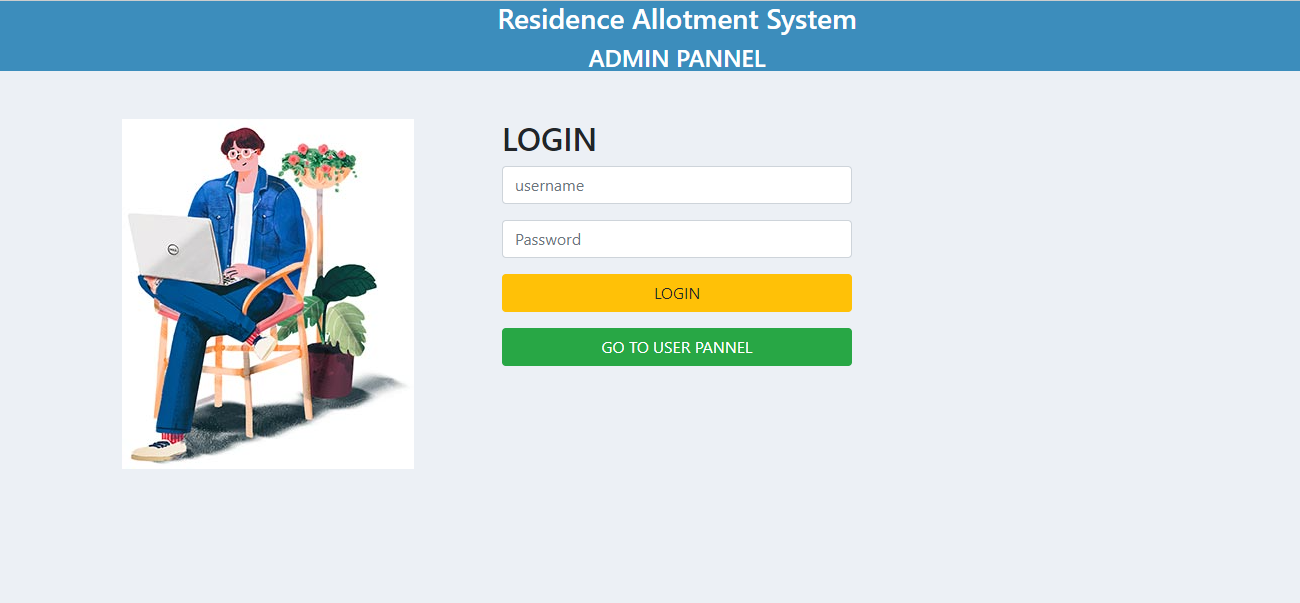 Residence Allotment System
ADMIN PANNEL
LOGIN
username
Password
LOGIN
GO TO USER PANNEL